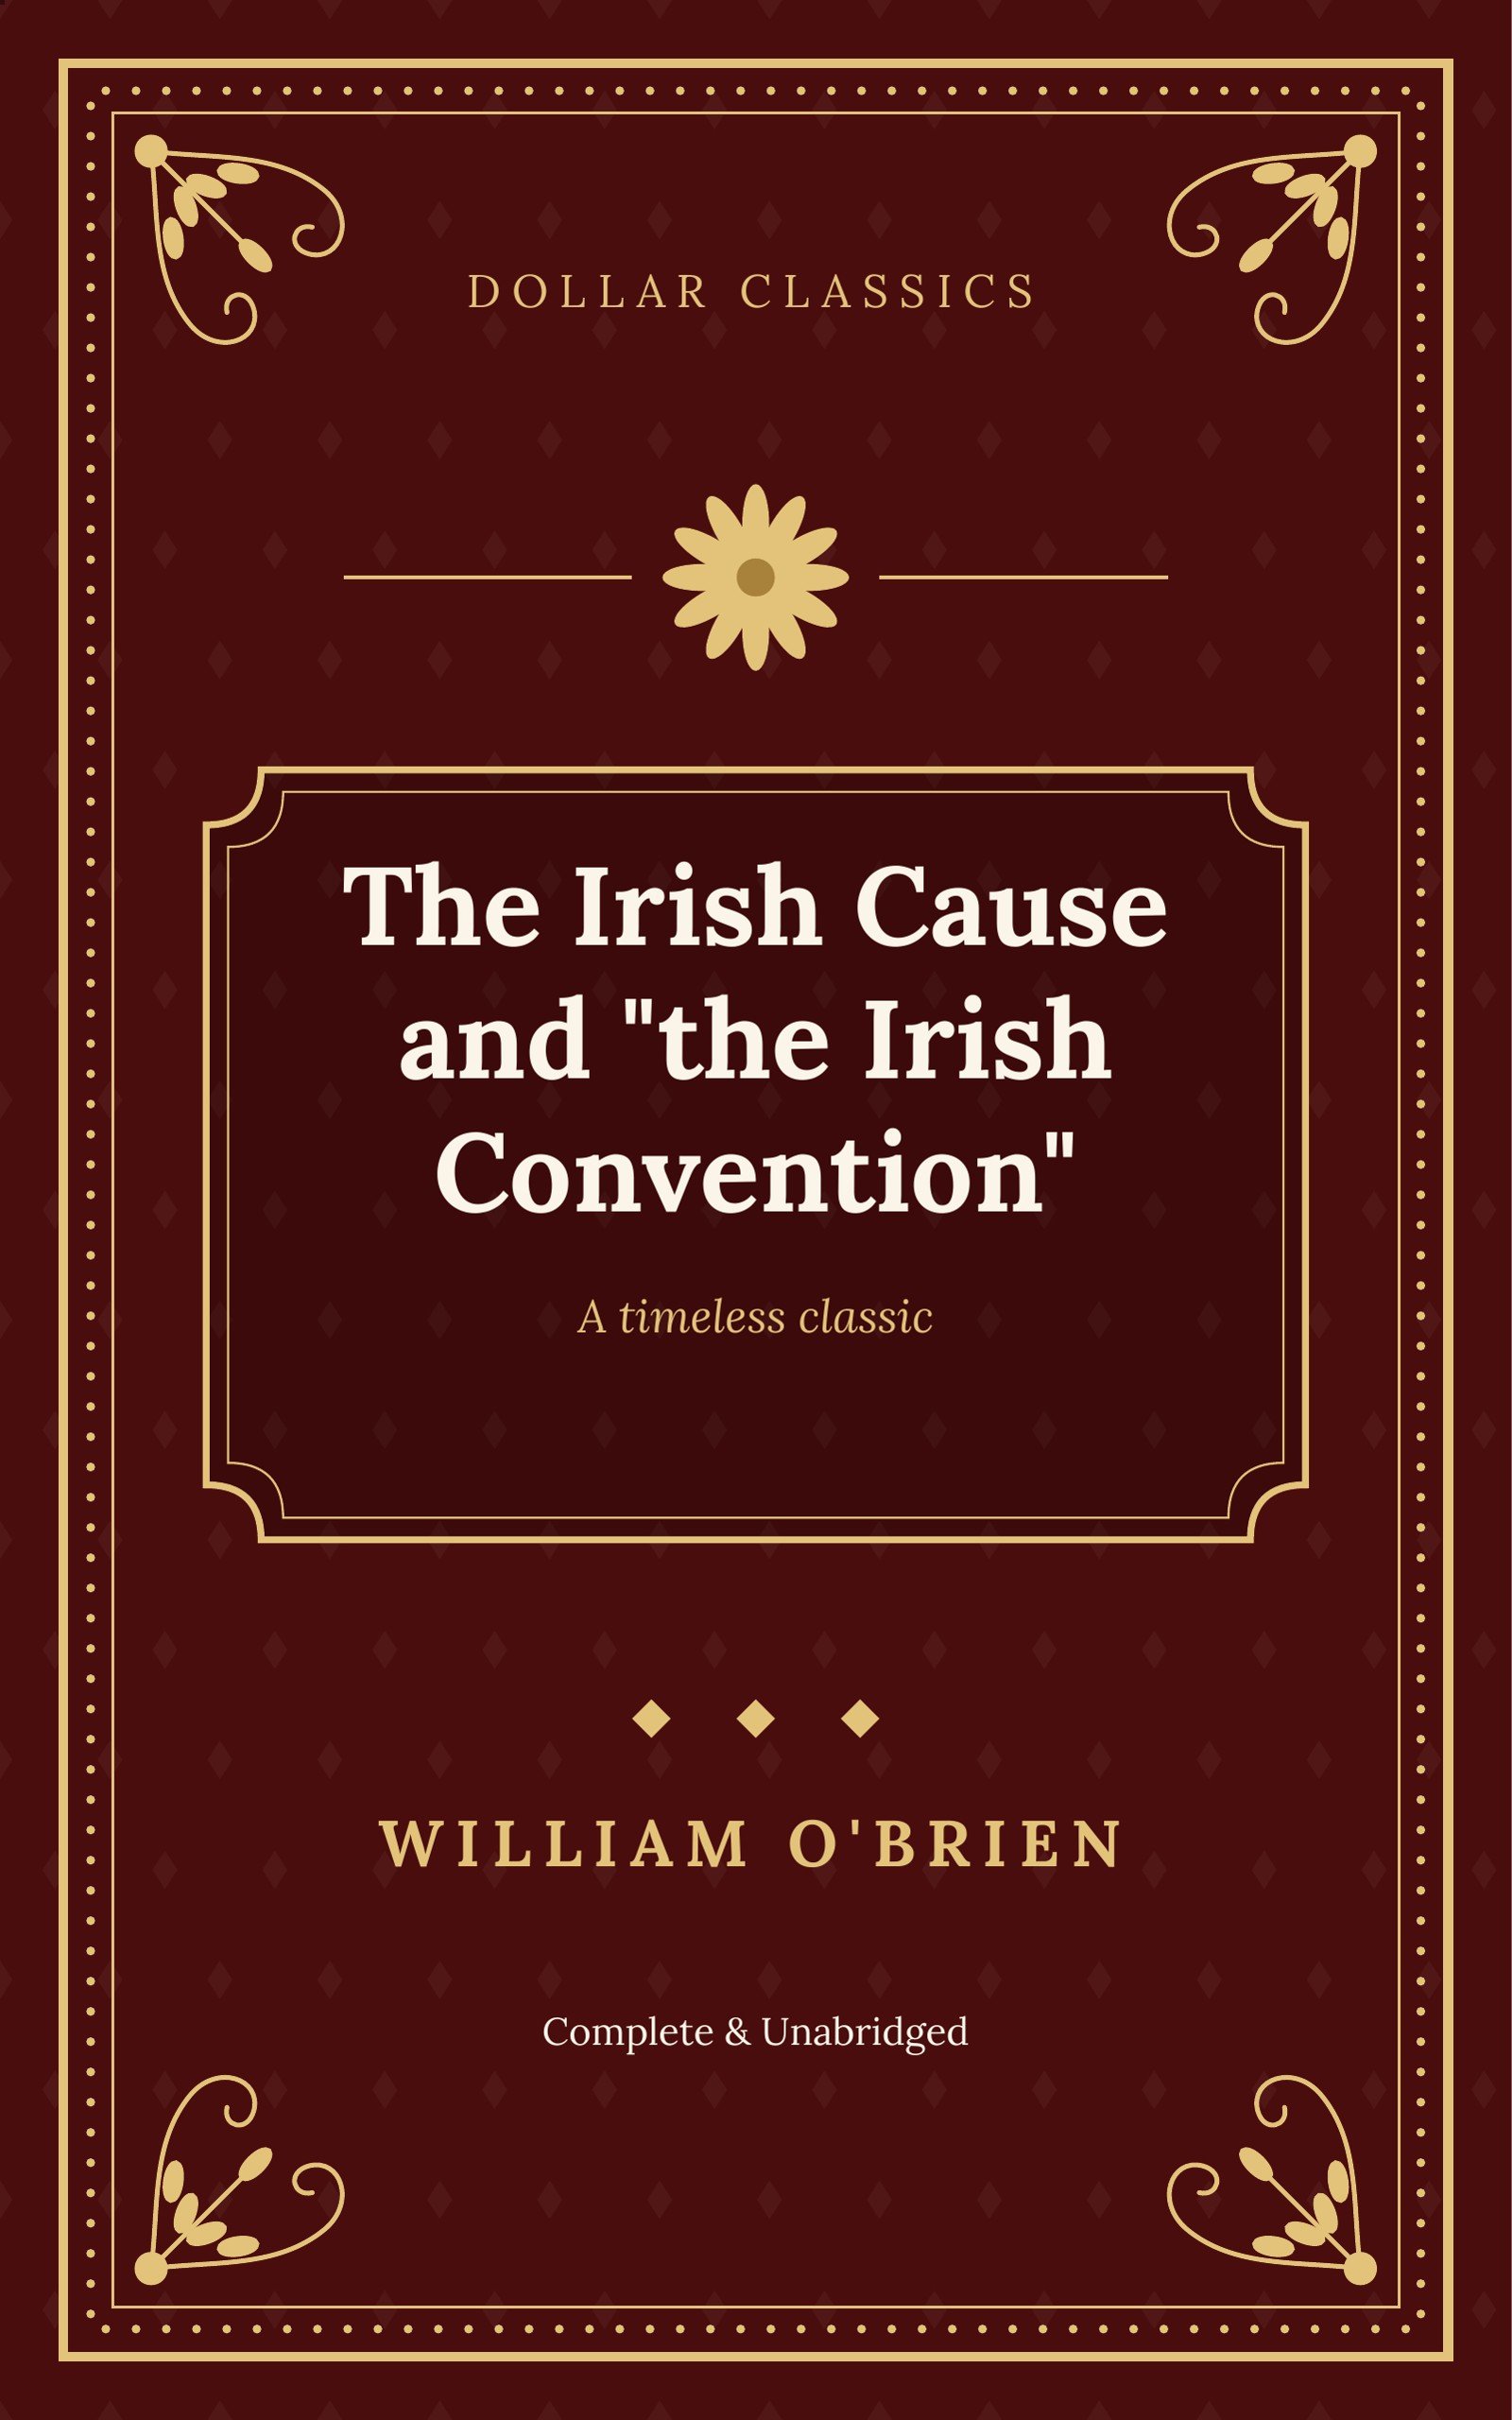 DOLLAR CLASSICS
The Irish Cause
and "the Irish
Convention"
A timeless classic
WILLIAM O'BRIEN
Complete & Unabridged